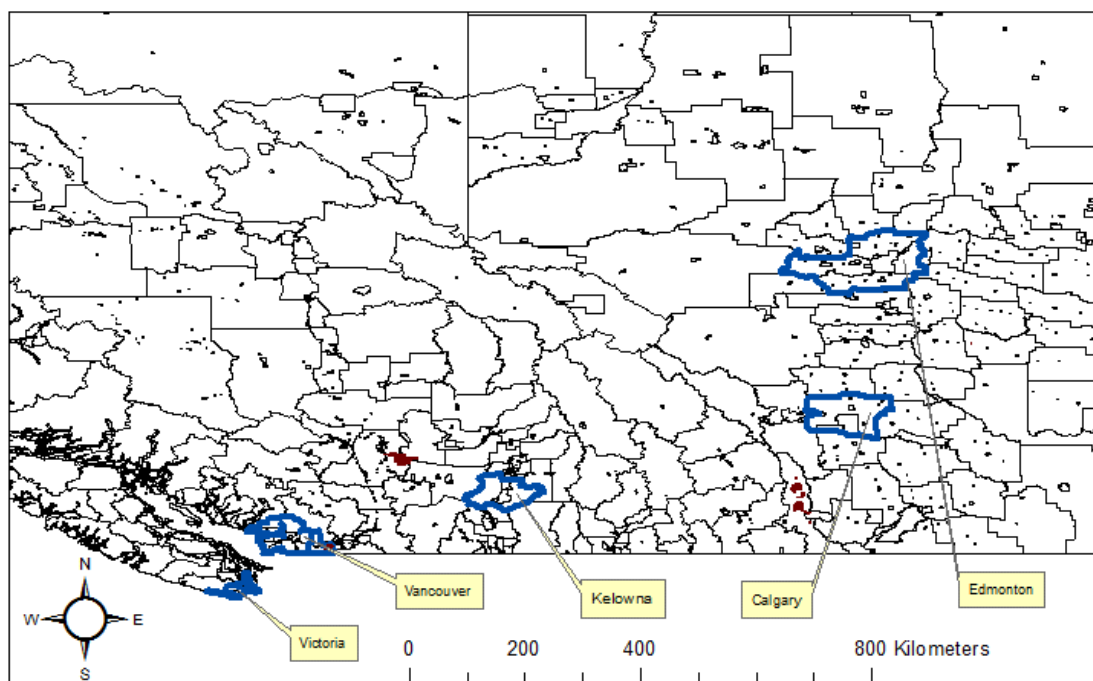 Edmonton
Vancouver
Kelowna
Calgary
Victoria
N
W
E
S
0 200 400 800 Kilometers